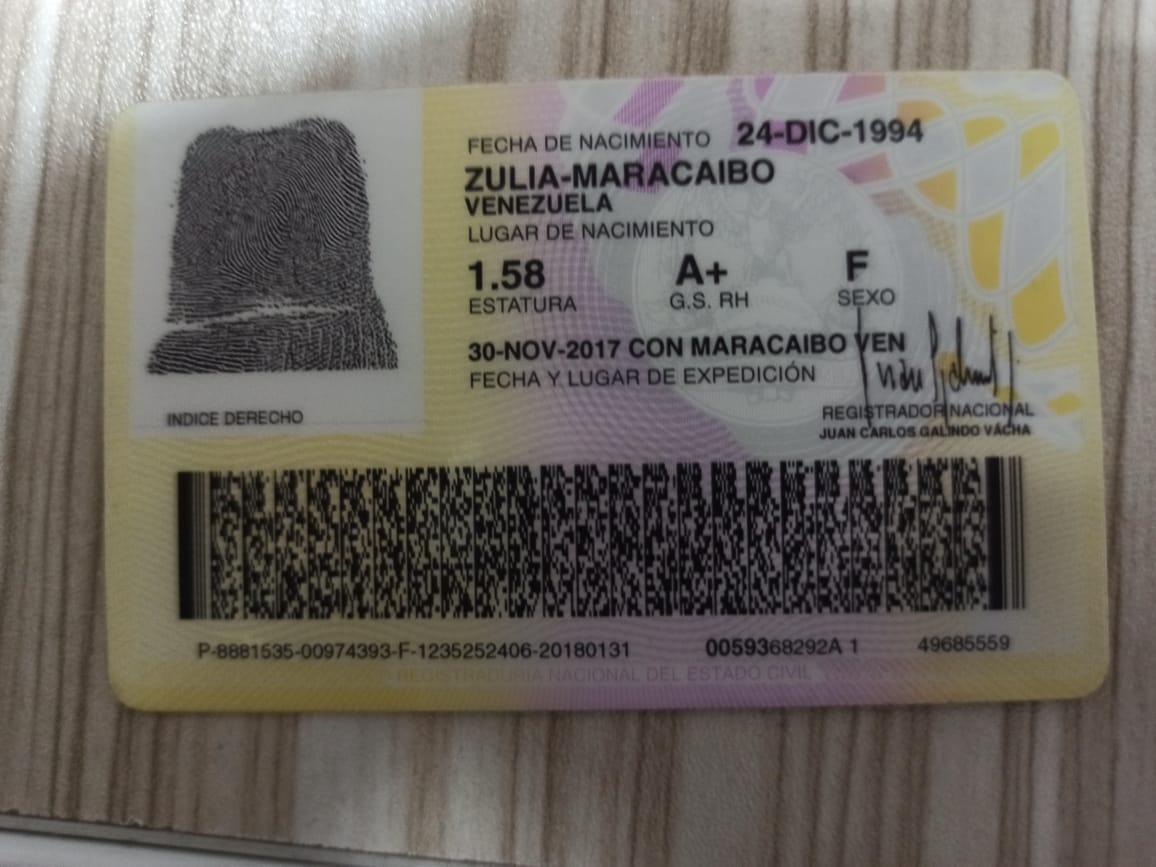 FECHA DE NACIMIENTO 24-DIC-1994
ZULIA-MARACAIBO
VENEZUELA
LUGAR DE NACIMIENTO
1.58 A+ F
ESTATURA G.S. RH SEXO
30-NOV-2017 CON MARACAIBO VEN
FECHA Y LUGAR DE EXPEDICIÓN
INDICE DERECHO
REGISTRADOR NACIONAL
JUAN CARLOS GALINDO VÁCHA
P-8881535-00974393-F-1235252406-20180131 0059368292A 1 49685559
REGISTRADURIA NACIONAL DEL ESTADO CIVIL